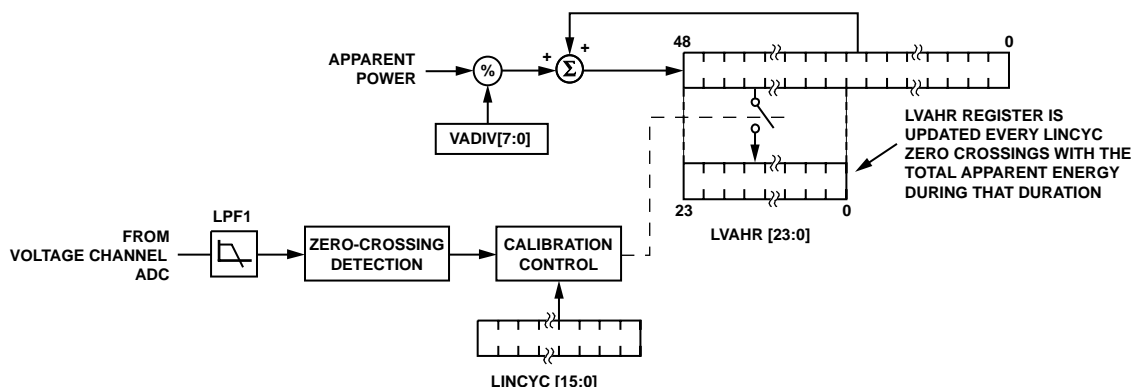 48
0
APPARENT
POWER
%
+
Σ
+
VADIV[7:0]
LVAHR REGISTER IS
UPDATED EVERY LINCYC
ZERO CROSSINGS WITH THE
TOTAL APPARENT ENERGY
DURING THAT DURATION
23
0
LVAHR [23:0]
LPF1
FROM
VOLTAGE CHANNEL
ADC
ZERO-CROSSING
DETECTION
CALIBRATION
CONTROL
LINCYC [15:0]